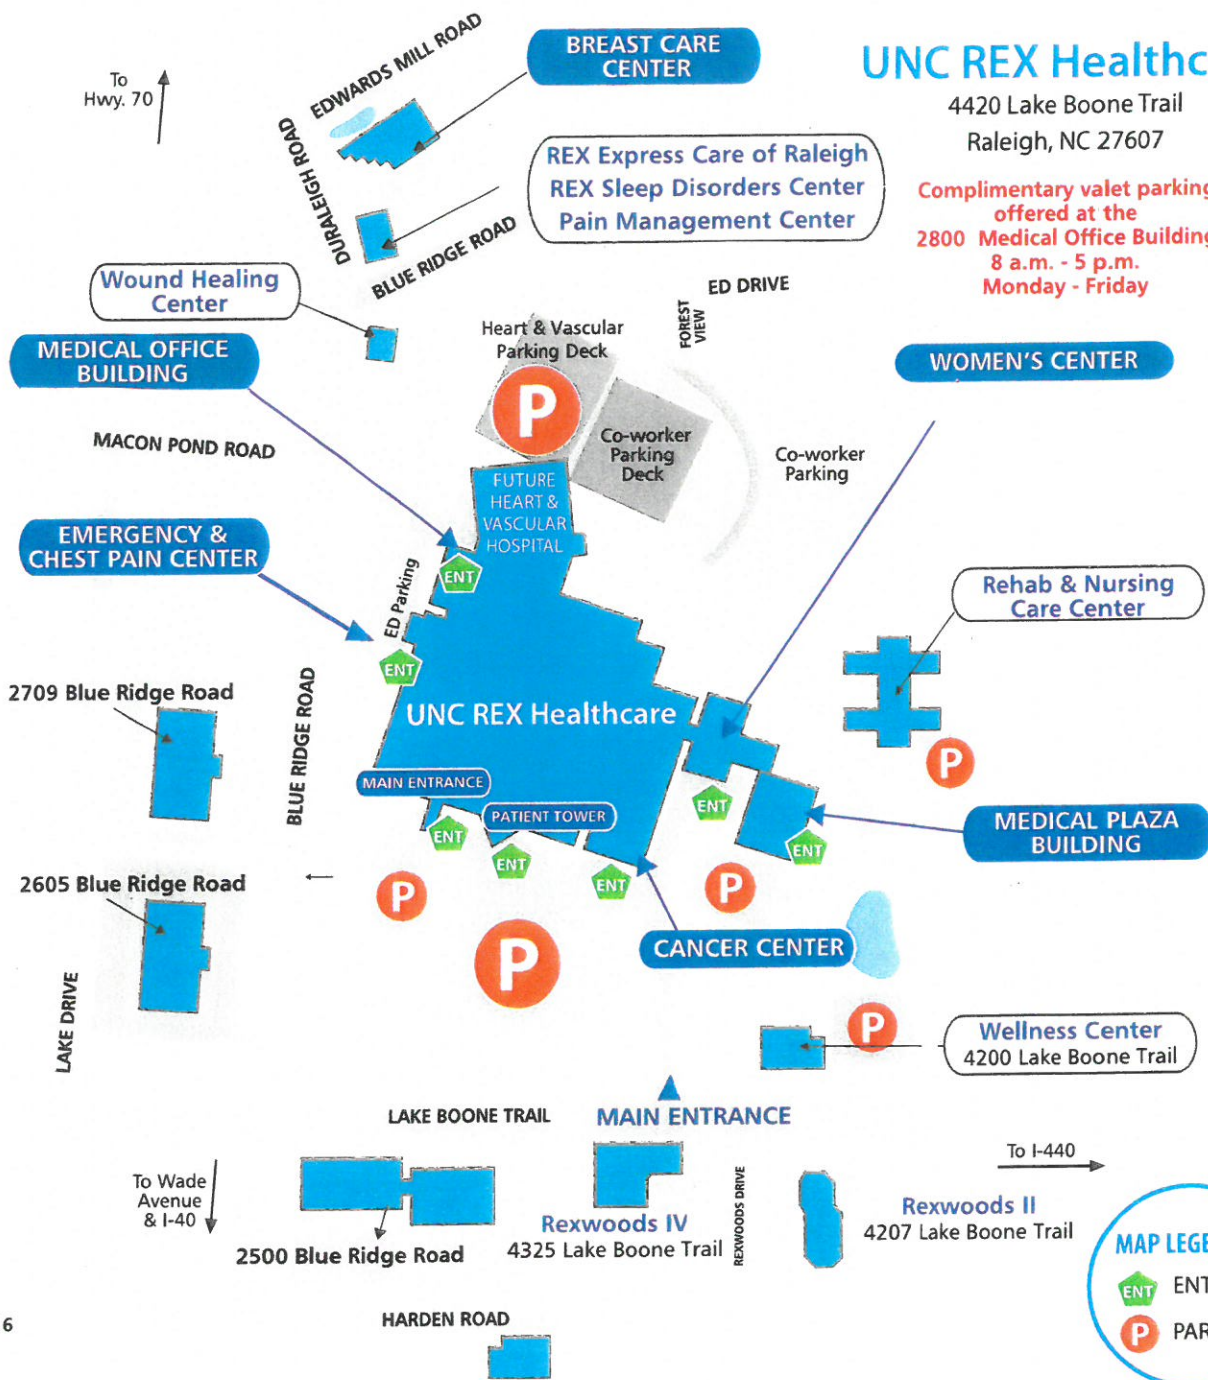 To
Hwy. 70
EDWARDS MILL ROAD
DURALEIGH ROAD
BREAST CARE
CENTER
UNC REX Healthc
4420 Lake Boone Trail
Raleigh, NC 27607
REX Express Care of Raleigh
REX Sleep Disorders Center
Pain Management Center
Complimentary valet parking
offered at the
2800 Medical Office Building
8 a.m. - 5 p.m.
Monday - Friday
BLUE RIDGE ROAD
Wound Healing
Center
ED DRIVE
FOREST
VIEW
Heart & Vascular
Parking Deck
P
MEDICAL OFFICE
BUILDING
WOMEN'S CENTER
MACON POND ROAD
Co-worker
Parking
Deck
Co-worker
Parking
FUTURE
HEART &
VASCULAR
HOSPITAL
EMERGENCY &
CHEST PAIN CENTER
ENT
ED Parking
ENT
Rehab & Nursing
Care Center
2709 Blue Ridge Road
BLUE RIDGE ROAD
UNC REX Healthcare
P
MAIN ENTRANCE
PATIENT TOWER
ENT
ENT
ENT
ENT
ENT
MEDICAL PLAZA
BUILDING
2605 Blue Ridge Road
P
P
P
CANCER CENTER
LAKE DRIVE
P
Wellness Center
4200 Lake Boone Trail
LAKE BOONE TRAIL
MAIN ENTRANCE
To Wade
Avenue
& I-40
2500 Blue Ridge Road
Rexwoods IV
4325 Lake Boone Trail
REXWOODS DRIVE
To I-440
Rexwoods II
4207 Lake Boone Trail
MAP LEGE
ENT ENT
P PAR
HARDEN ROAD
6